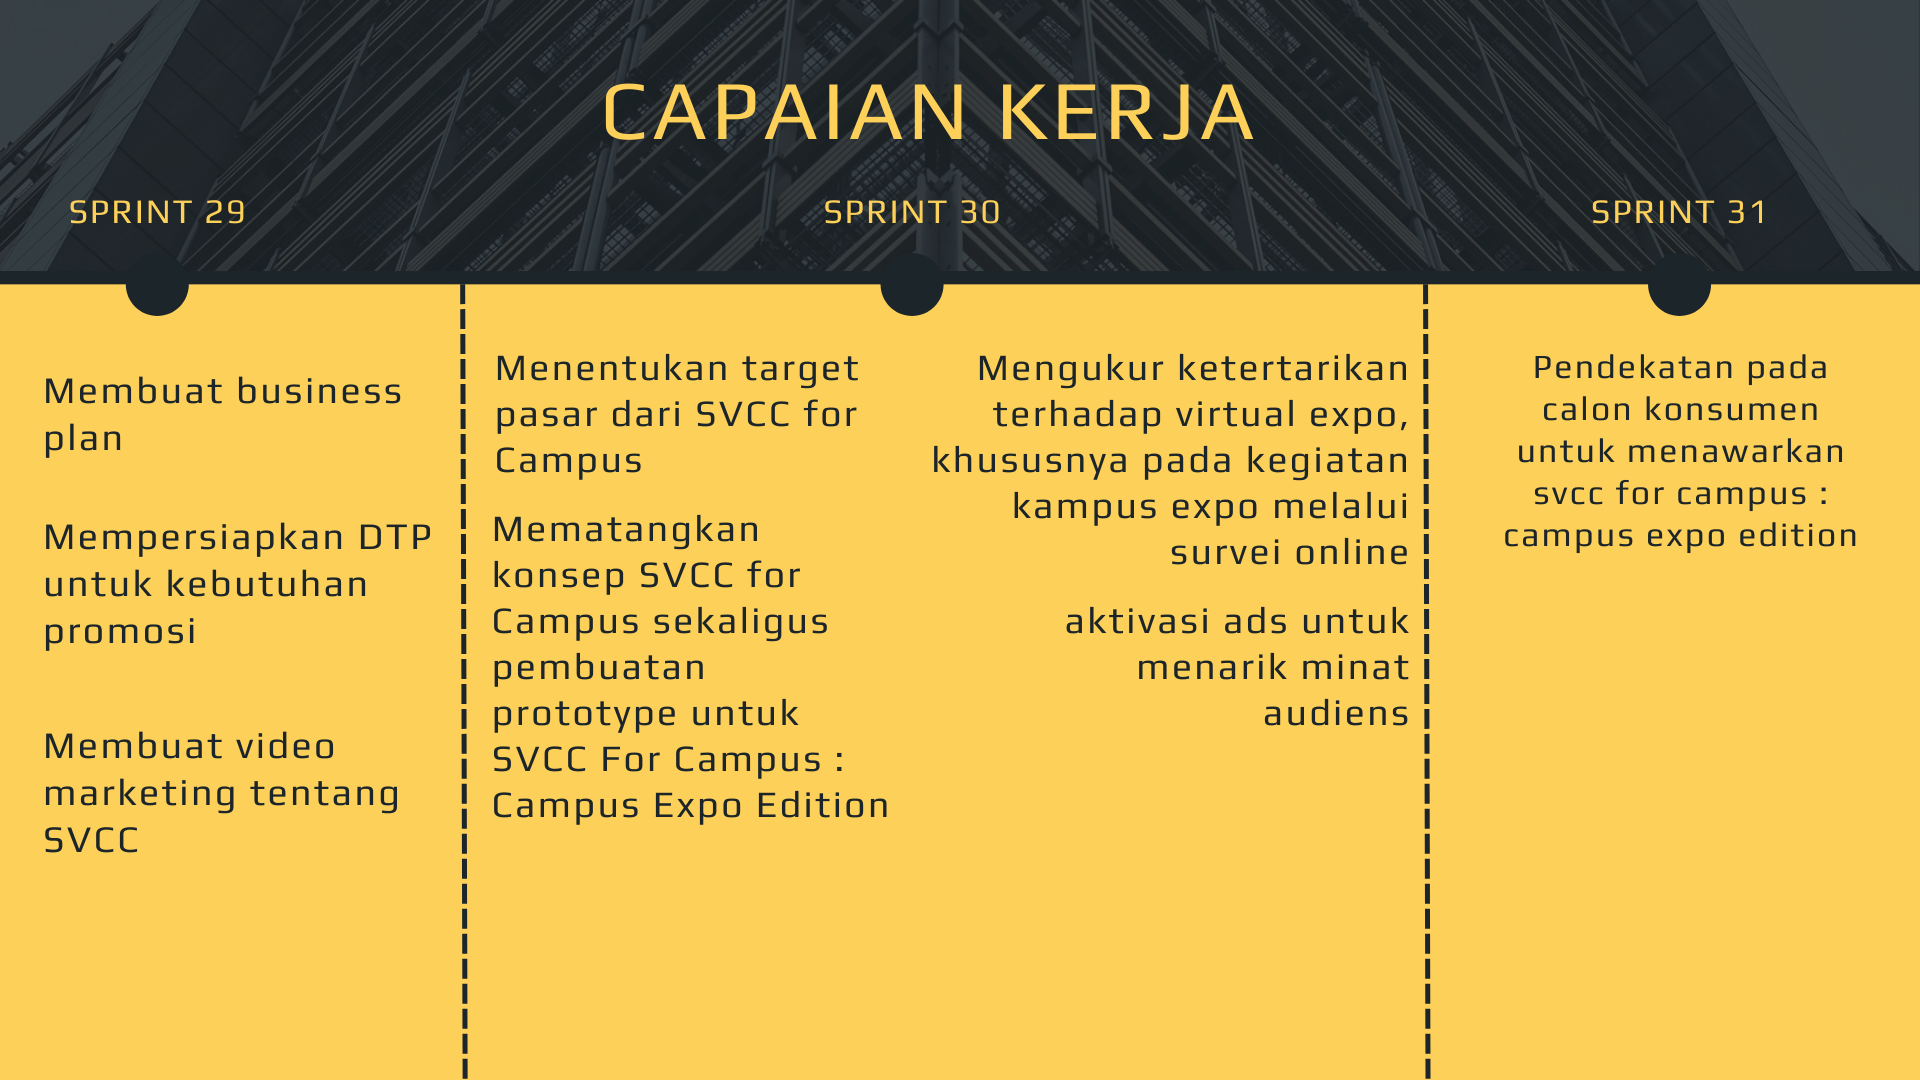 CAPAIAN KERJA
SPRINT 29
SPRINT 30
SPRINT 31
Membuat business
plan
Mempersiapkan DTP
untuk kebutuhan
promosi
Membuat video
marketing tentang
SVCC
Menentukan target
pasar dari SVCC for
Campus
Mematangkan
konsep SVCC for
Campus sekaligus
pembuatan
prototype untuk
SVCC For Campus :
Campus Expo Edition
Mengukur ketertarikan
terhadap virtual expo,
khususnya pada kegiatan
kampus expo melalui
survei online
aktivasi ads untuk
menarik minat
audiens
Pendekatan pada
calon konsumen
untuk menawarkan
svcc for campus :
campus expo edition